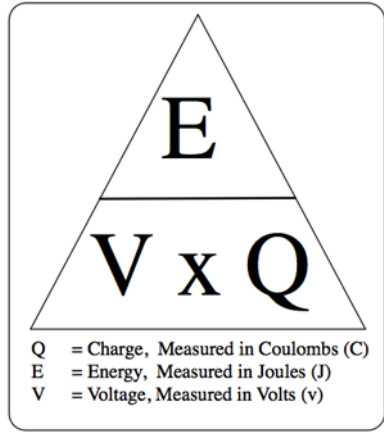 E
V x Q
Q = Charge, Measured in Coulombs (C)
E = Energy, Measured in Joules (J)
V = Voltage, Measured in Volts (v)